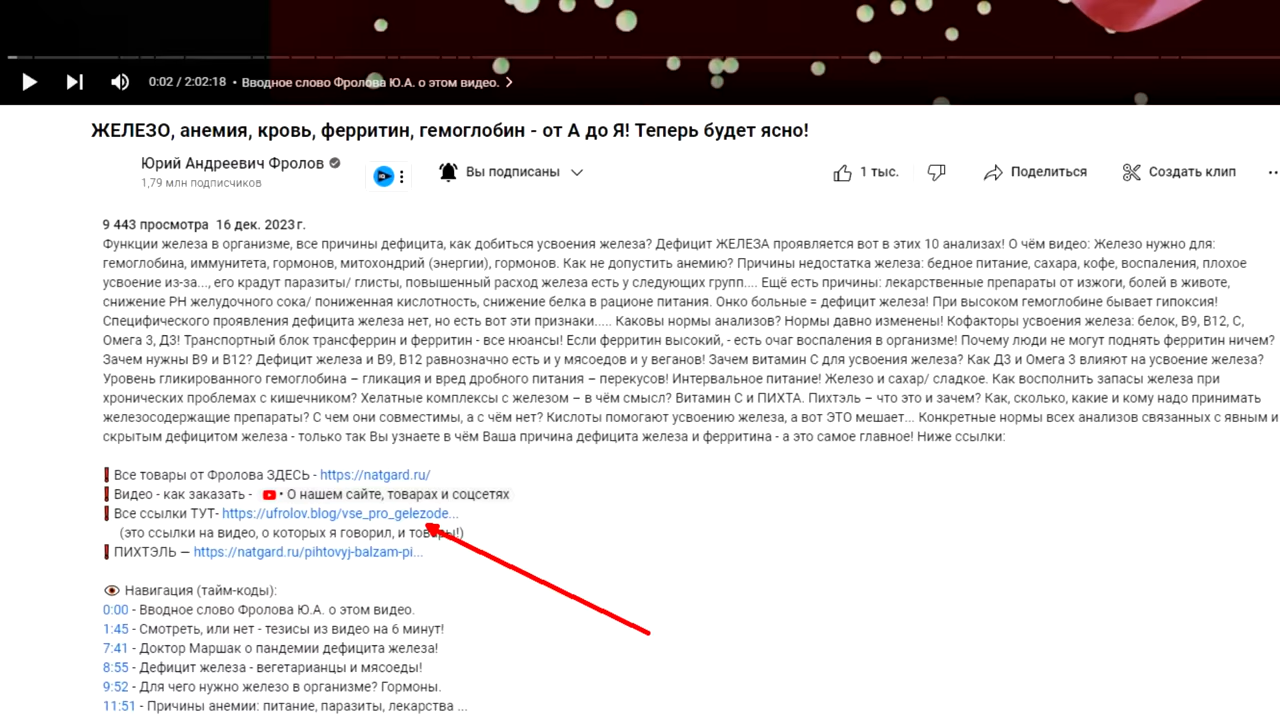 0:02 / 2:02:18 • Вводное слово Фролова Ю.А. о этом видео.
ЖЕЛЕЗО, анемия, кровь, ферритин, гемоглобин - от А до Я! Теперь будет ясно!
Юрий Андреевич Фролов
1,79 млн подписчиков
Вы подписаны
1 тыс.
Поделиться
Создать клип
9 443 просмотра 16 дек. 2023 г.
Функции железа в организме, все причины дефицита, как добиться усвоения железа? Дефицит ЖЕЛЕЗА проявляется вот в этих 10 анализах! О чём видео: Железо нужно для:
гемоглобина, иммунитета, гормонов, митохондрий (энергии), гормонов. Как не допустить анемию? Причины недостатка железа: бедное питание, сахара, кофе, воспаления, плохое
усвоение из-за..., его крадут паразиты/ глисты, повышенный расход железа есть у следующих групп.... Ещё есть причины: лекарственные препараты от изжоги, болей в животе,
снижение PH желудочного сока/ пониженная кислотность, снижение белка в рационе питания. Онко больные = дефицит железа! При высоком гемоглобине бывает гипоксия!
Специфического проявления дефицита железа нет, но есть вот эти признаки..... Каковы нормы анализов? Нормы давно изменены! Кофакторы усвоения железа: белок, B9, B12, C,
Омега 3, Д3! Транспортный блок трансферрин и ферритин - все нюансы! Если ферритин высокий, - есть очаг воспаления в организме! Почему люди не могут поднять ферритин ничем?
Зачем нужны B9 и B12? Дефицит железа и B9, B12 равнозначно есть и у мясоедов и у веганов! Зачем витамин С для усвоения железа? Как Д3 и Омега 3 влияют на усвоение железа?
Уровень гликированного гемоглобина – гликация и вред дробного питания – перекусов! Интервальное питание! Железо и сахар/ сладкое. Как восполнить запасы железа при
хронических проблемах с кишечником? Хелатные комплексы с железом – в чём смысл? Витамин С и ПИХТА. Пихтэль – что это и зачем? Как, сколько, какие и кому надо принимать
железосодержащие препараты? С чем они совместимы, а с чем нет? Кислоты помогают усвоению железа, а вот ЭТО мешает... Конкретные нормы всех анализов связанных с явным и
скрытым дефицитом железа - только так Вы узнаете в чём Ваша причина дефицита железа и ферритина - а это самое главное! Ниже ссылки:
❗Все товары от Фролова ЗДЕСЬ - https://natgard.ru/
❗Видео - как заказать - • О нашем сайте, товарах и соцсетях
❗Все ссылки ТУТ- https://ufrolov.blog/vse_pro_gelezode...
(это ссылки на видео, о которых я говорил, и товары!)
❗ПИХТЭЛЬ — https://natgard.ru/pihtovyj-balzam-pi...
👁 Навигация (тайм-коды):
0:00 - Вводное слово Фролова Ю.А. о этом видео.
1:45 - Смотреть, или нет - тезисы из видео на 6 минут!
7:41 - Доктор Маршак о пандемии дефицита железа!
8:55 - Дефицит железа - вегетарианцы и мясоеды!
9:52 - Для чего нужно железо в организме? Гормоны.
11:51 - Причины анемии: питание, паразиты, лекарства ...